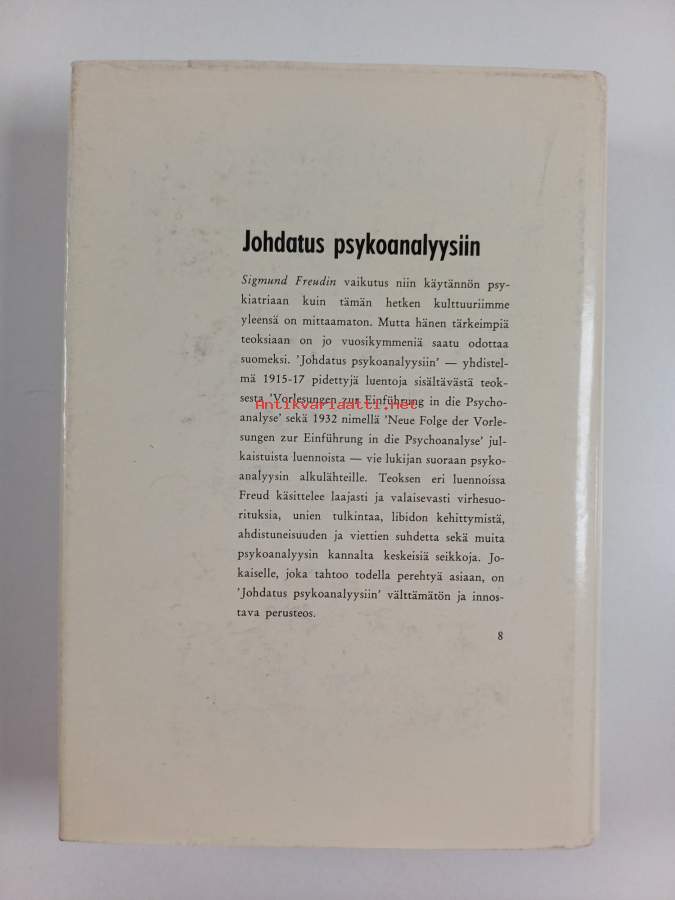 Johdatus psykoanalyysiin
Sigmund Freudin vaikutus niin käytännön psy-
kiatriaan kuin tämän hetken kulttuuriimme
yleensä on mittaamaton. Mutta hänen tärkeimpiä
teoksiaan on jo vuosikymmeniä saatu odottaa
suomeksi. 'Johdatus psykoanalyysiin' — yhdistel-
mä 1915-17 pidettyjä luentoja sisältävästä teok-
sesta 'Vorlesungen zur Einführung in die Psycho-
Antikvariaatti.net
analyse' sekä 1932 nimellä 'Neue Folge der Vorle-
sungen zur Einführung in die Psychoanalyse' jul-
kaistuista luennoista — vie lukijan suoraan psyko-
analyysin alkulähteille. Teoksen eri luennoissa
Freud käsittelee laajasti ja valaisevasti virhesuo-
rituksia, unien tulkintaa, libidon kehittymistä,
ahdistuneisuuden ja viettien suhdetta sekä muita
psykoanalyysin kannalta keskeisiä seikkoja. Jo-
kaiselle, joka tahtoo todella perehtyä asiaan, on
'Johdatus psykoanalyysiin' välttämätön ja innos-
tava perusteos.
8